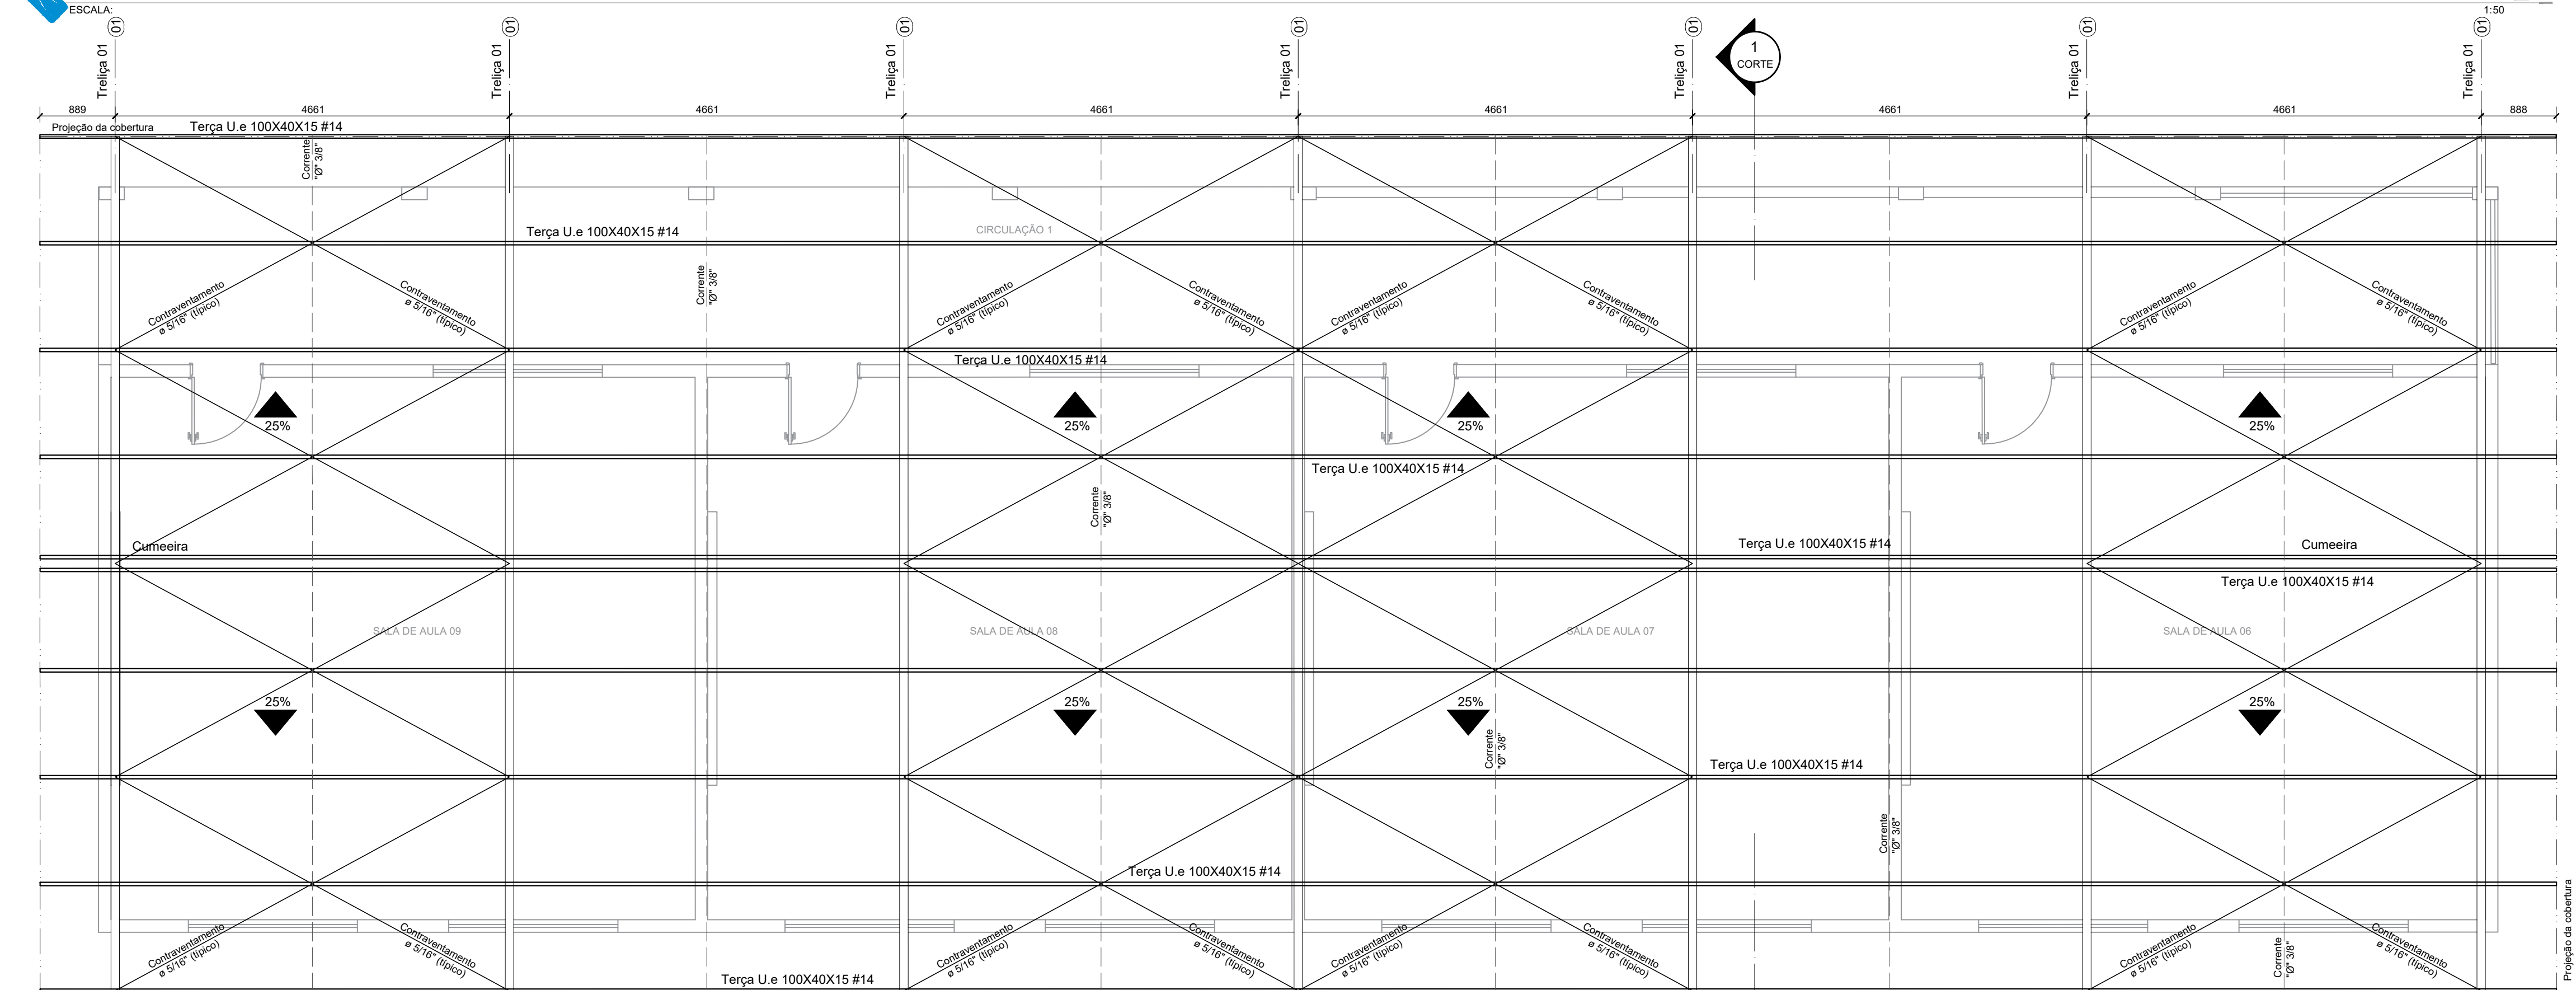 ESCALA:
1:50
01
01
01
01
01
01
01
Treliça 01
Treliça 01
Treliça 01
Treliça 01
Treliça 01
Treliça 01
Treliça 01
1
CORTE
889
4661
4661
4661
4661
4661
4661
888
Projeção da cobertura
Terça U.e 100X40X15 #14
Corrente
"Ø" 3/8"
Terça U.e 100X40X15 #14
CIRCULAÇÃO 1
Corrente
"Ø" 3/8"
Contraventamento
ø 5/16" (típico)
Contraventamento
ø 5/16" (típico)
Contraventamento
ø 5/16" (típico)
Contraventamento
ø 5/16" (típico)
Contraventamento
ø 5/16" (típico)
Contraventamento
ø 5/16" (típico)
Contraventamento
ø 5/16" (típico)
Contraventamento
ø 5/16" (típico)
Terça U.e 100X40X15 #14
25%
25%
25%
25%
Terça U.e 100X40X15 #14
Corrente
"Ø" 3/8"
Cumeeira
Terça U.e 100X40X15 #14
Cumeeira
Terça U.e 100X40X15 #14
SALA DE AULA 09
SALA DE AULA 08
SALA DE AULA 07
SALA DE AULA 06
25%
25%
25%
25%
Corrente
"Ø" 3/8"
Terça U.e 100X40X15 #14
Corrente
"Ø" 3/8"
Terça U.e 100X40X15 #14
Contraventamento
ø 5/16" (típico)
Contraventamento
ø 5/16" (típico)
Contraventamento
ø 5/16" (típico)
Contraventamento
ø 5/16" (típico)
Contraventamento
ø 5/16" (típico)
Contraventamento
ø 5/16" (típico)
Contraventamento
ø 5/16" (típico)
Contraventamento
ø 5/16" (típico)
Corrente
"Ø" 3/8"
Projeção da cobertura
Terça U.e 100X40X15 #14